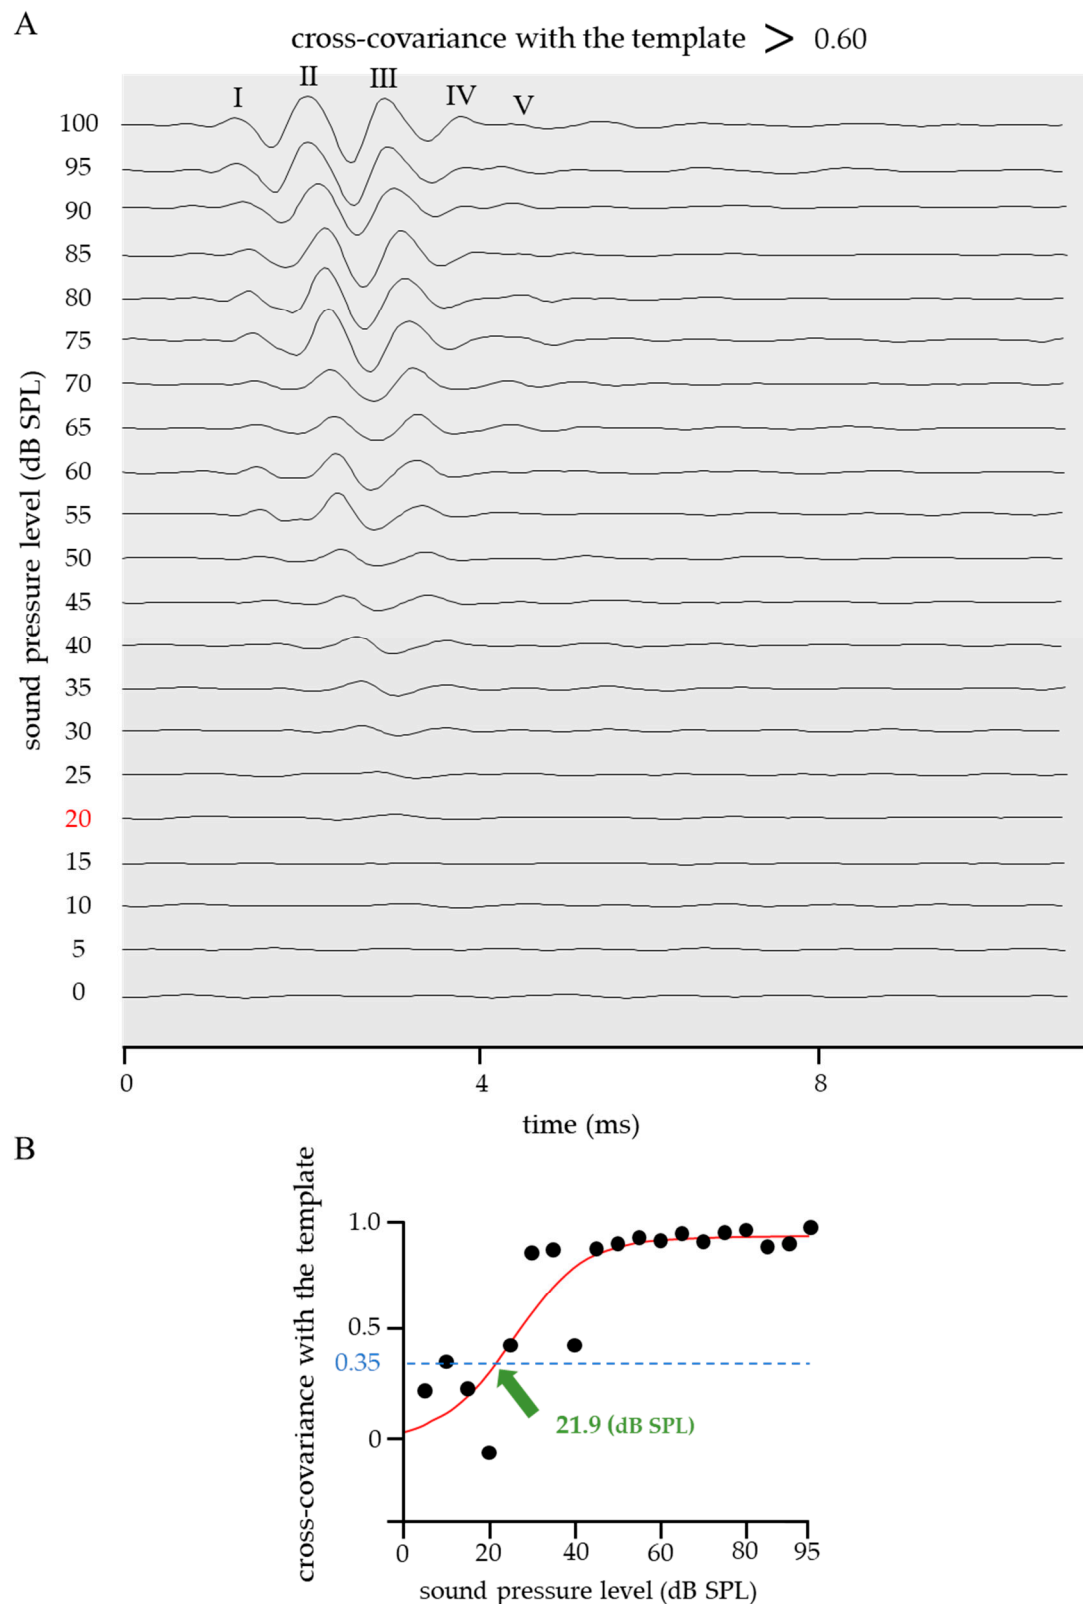 A
cross-covariance with the template > 0.60
I II III IV V
sound pressure level (dB SPL)
100
95
90
85
80
75
70
65
60
55
50
45
40
35
30
25
20
15
10
5
0
0 4 8
time (ms)
B
cross-covariance with the template
1.0
0.5
0.35
0
21.9 (dB SPL)
0 20 40 60 80 95
sound pressure level (dB SPL)